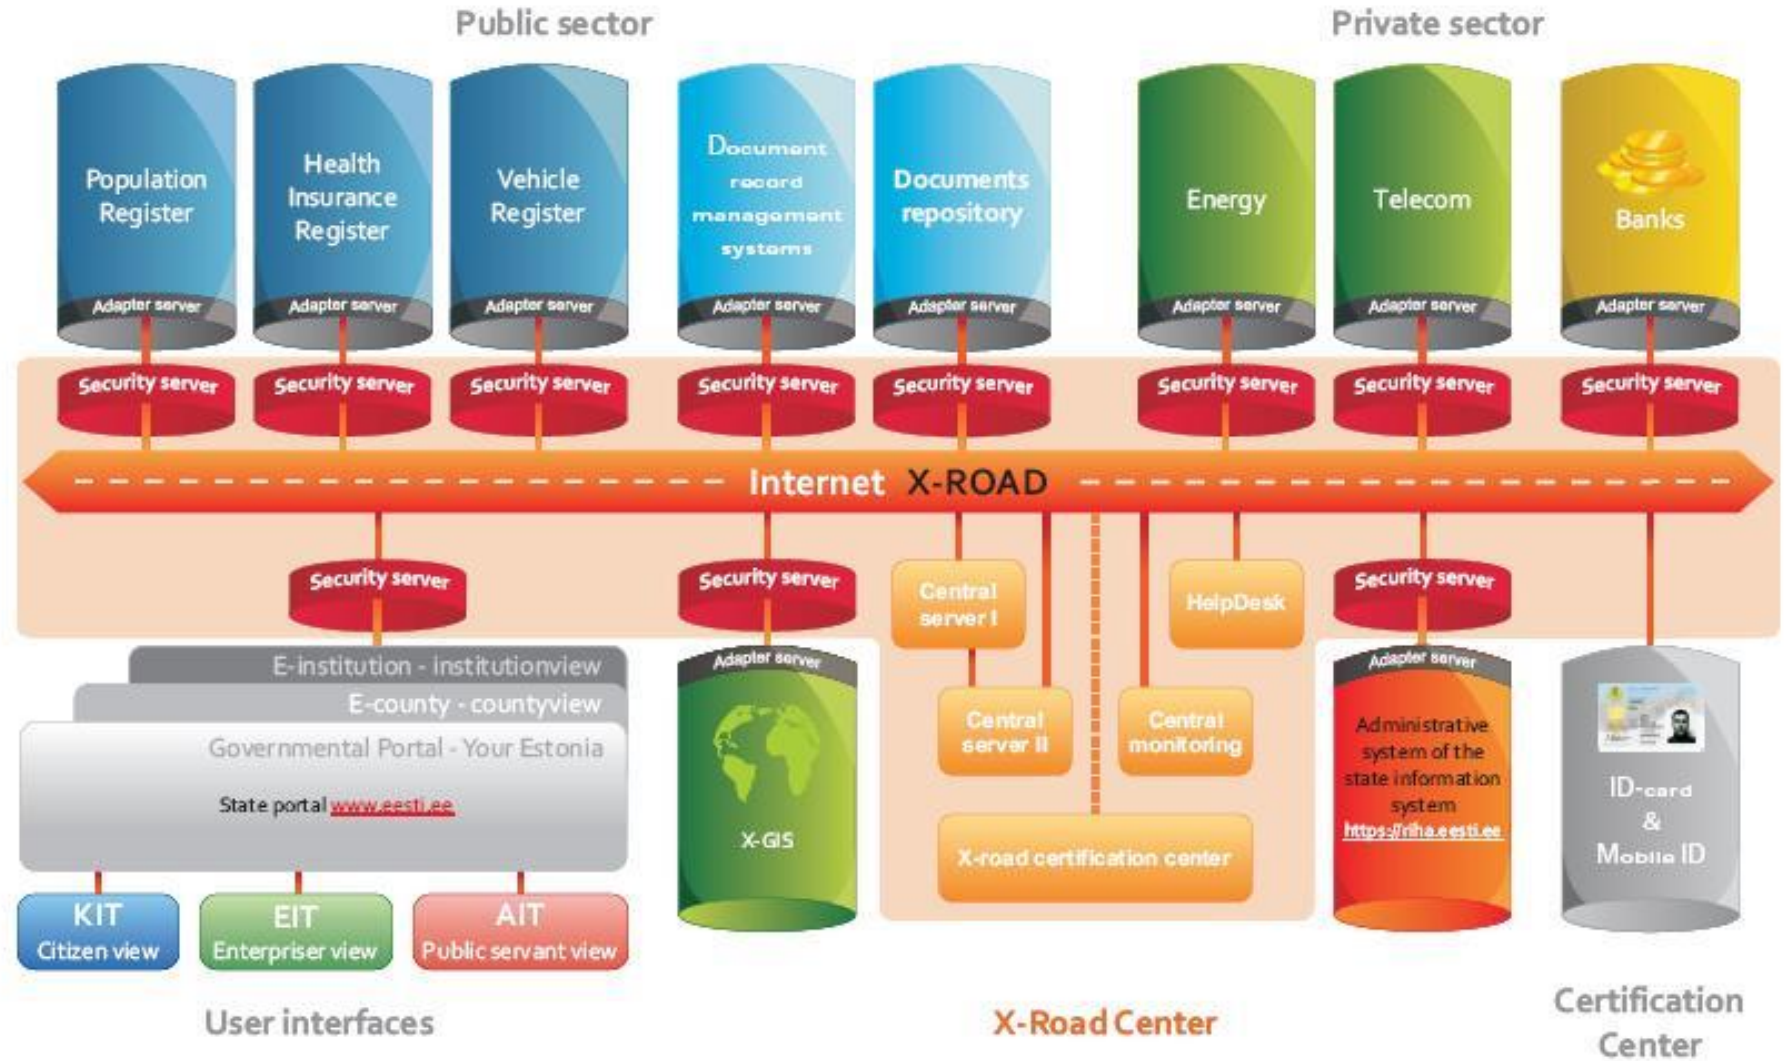 Public sector
Private sector
Population
Register
Health
Insurance
Register
Vehicle
Register
Document
record
management
systems
Documents
repository
Energy
Telecom
Banks
Adapter server
Adapter server
Adapter server
Adapter server
Adapter server
Adapter server
Adapter server
Adapter server
Security server
Security server
Security server
Security server
Security server
Security server
Security server
Security server
Internet X-ROAD
Security server
Security server
Central
server I
HelpDesk
Security server
E-institution - institutionview
E-county - countyview
Governmental Portal - Your Estonia
State portal www.eesti.ee
Adapter server
X-GIS
Central
server II
Central
monitoring
X-road certification center
Adapter server
Administrative
system of the
state information
system
https://riha.eesti.ee
ID-card
&
Mobile ID
KIT
Citizen view
EIT
Enterpriser view
AIT
Public servant view
User interfaces
X-Road Center
Certification
Center